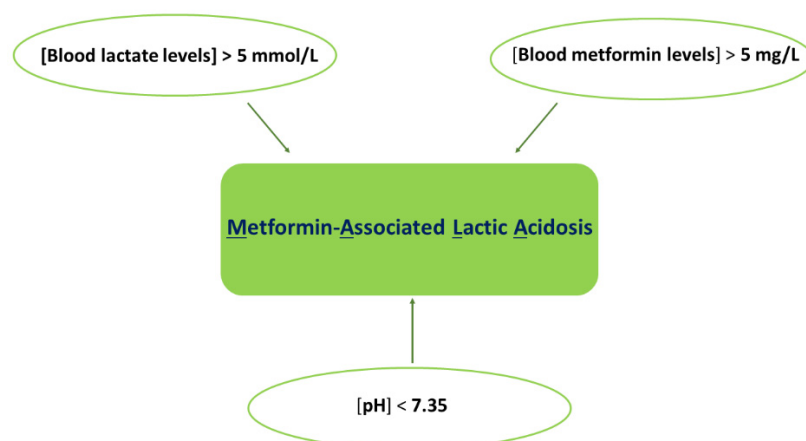 [Blood lactate levels] > 5 mmol/L
[Blood metformin levels] > 5 mg/L
Metformin-Associated Lactic Acidosis
[pH] < 7.35